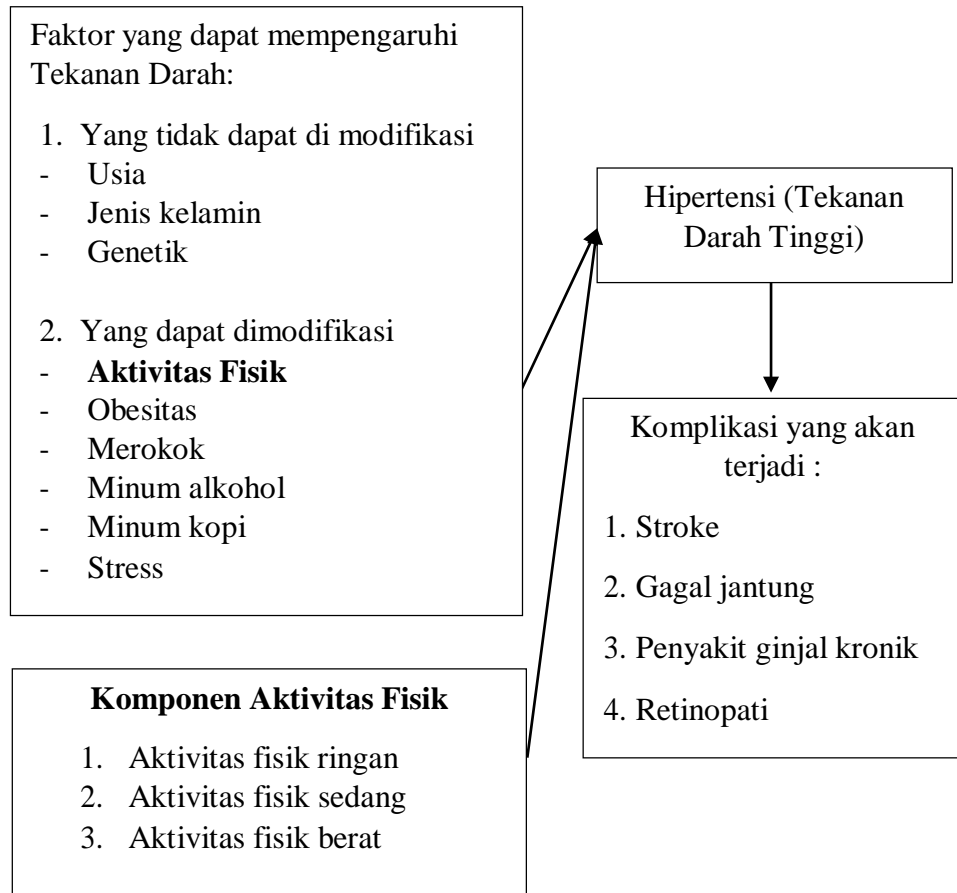 Faktor yang dapat mempengaruhi
Tekanan Darah:
1. Yang tidak dapat di modifikasi
- Usia
- Jenis kelamin
- Genetik
2. Yang dapat dimodifikasi
- Aktivitas Fisik
- Obesitas
- Merokok
- Minum alkohol
- Minum kopi
- Stress
Komponen Aktivitas Fisik
1. Aktivitas fisik ringan
2. Aktivitas fisik sedang
3. Aktivitas fisik berat
Hipertensi (Tekanan
Darah Tinggi)
Komplikasi yang akan
terjadi :
1. Stroke
2. Gagal jantung
3. Penyakit ginjal kronik
4. Retinopati